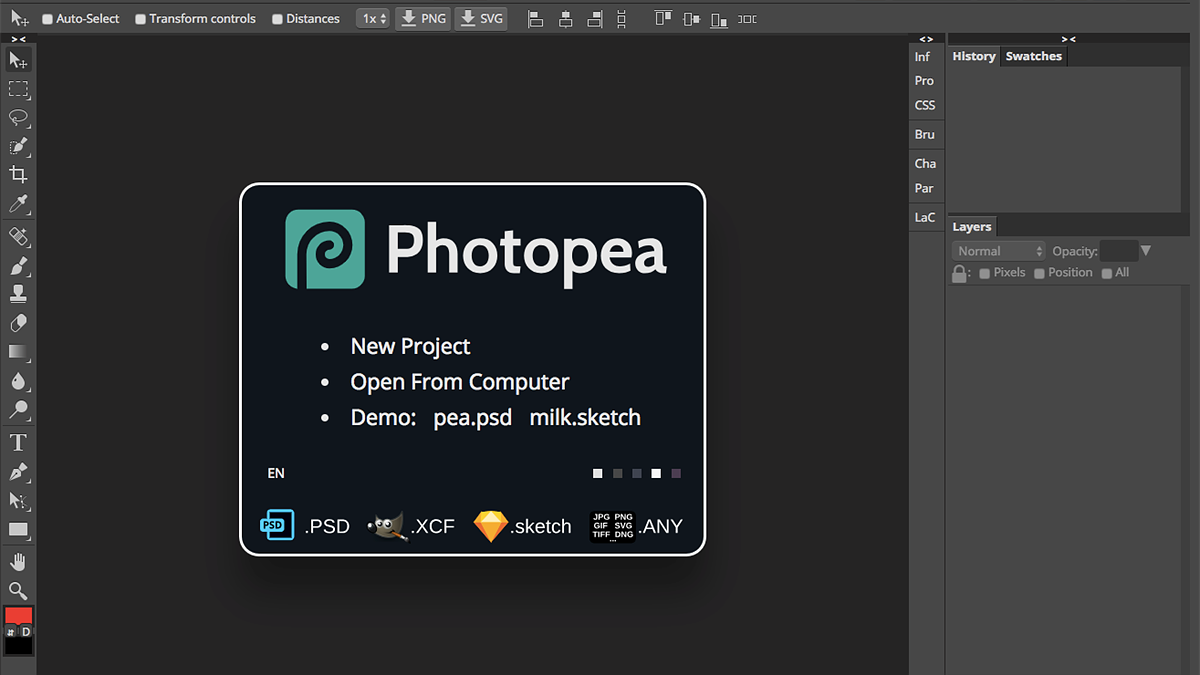 Auto-Select Transform controls Distances 1x PNG SVG
> < < > > <
Inf
Pro
CSS
Bru
Cha
Par
LaC
History Swatches
Layers
Normal Opacity:
: Pixels Position All
Photopea
• New Project
• Open From Computer
• Demo: pea.psd milk.sketch
EN
PSD .PSD .XCF .sketch JPG PNG GIF SVG TIFF DNG ... .ANY
T
D